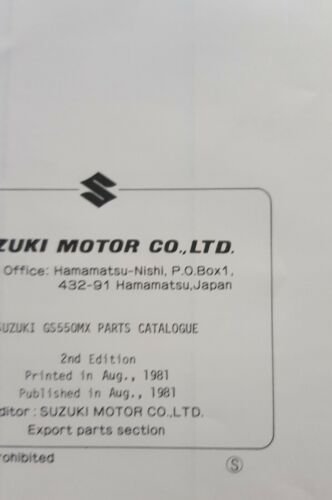 ZUKI MOTOR CO.,LTD.
Office: Hamamatsu-Nishi, P.O.Box1,
432-91 Hamamatsu,Japan
SUZUKI GS550MX PARTS CATALOGUE
2nd Edition
Printed in Aug., 1981
Published in Aug., 1981
ditor : SUZUKI MOTOR CO.,LTD.
Export parts section
rohibited
S